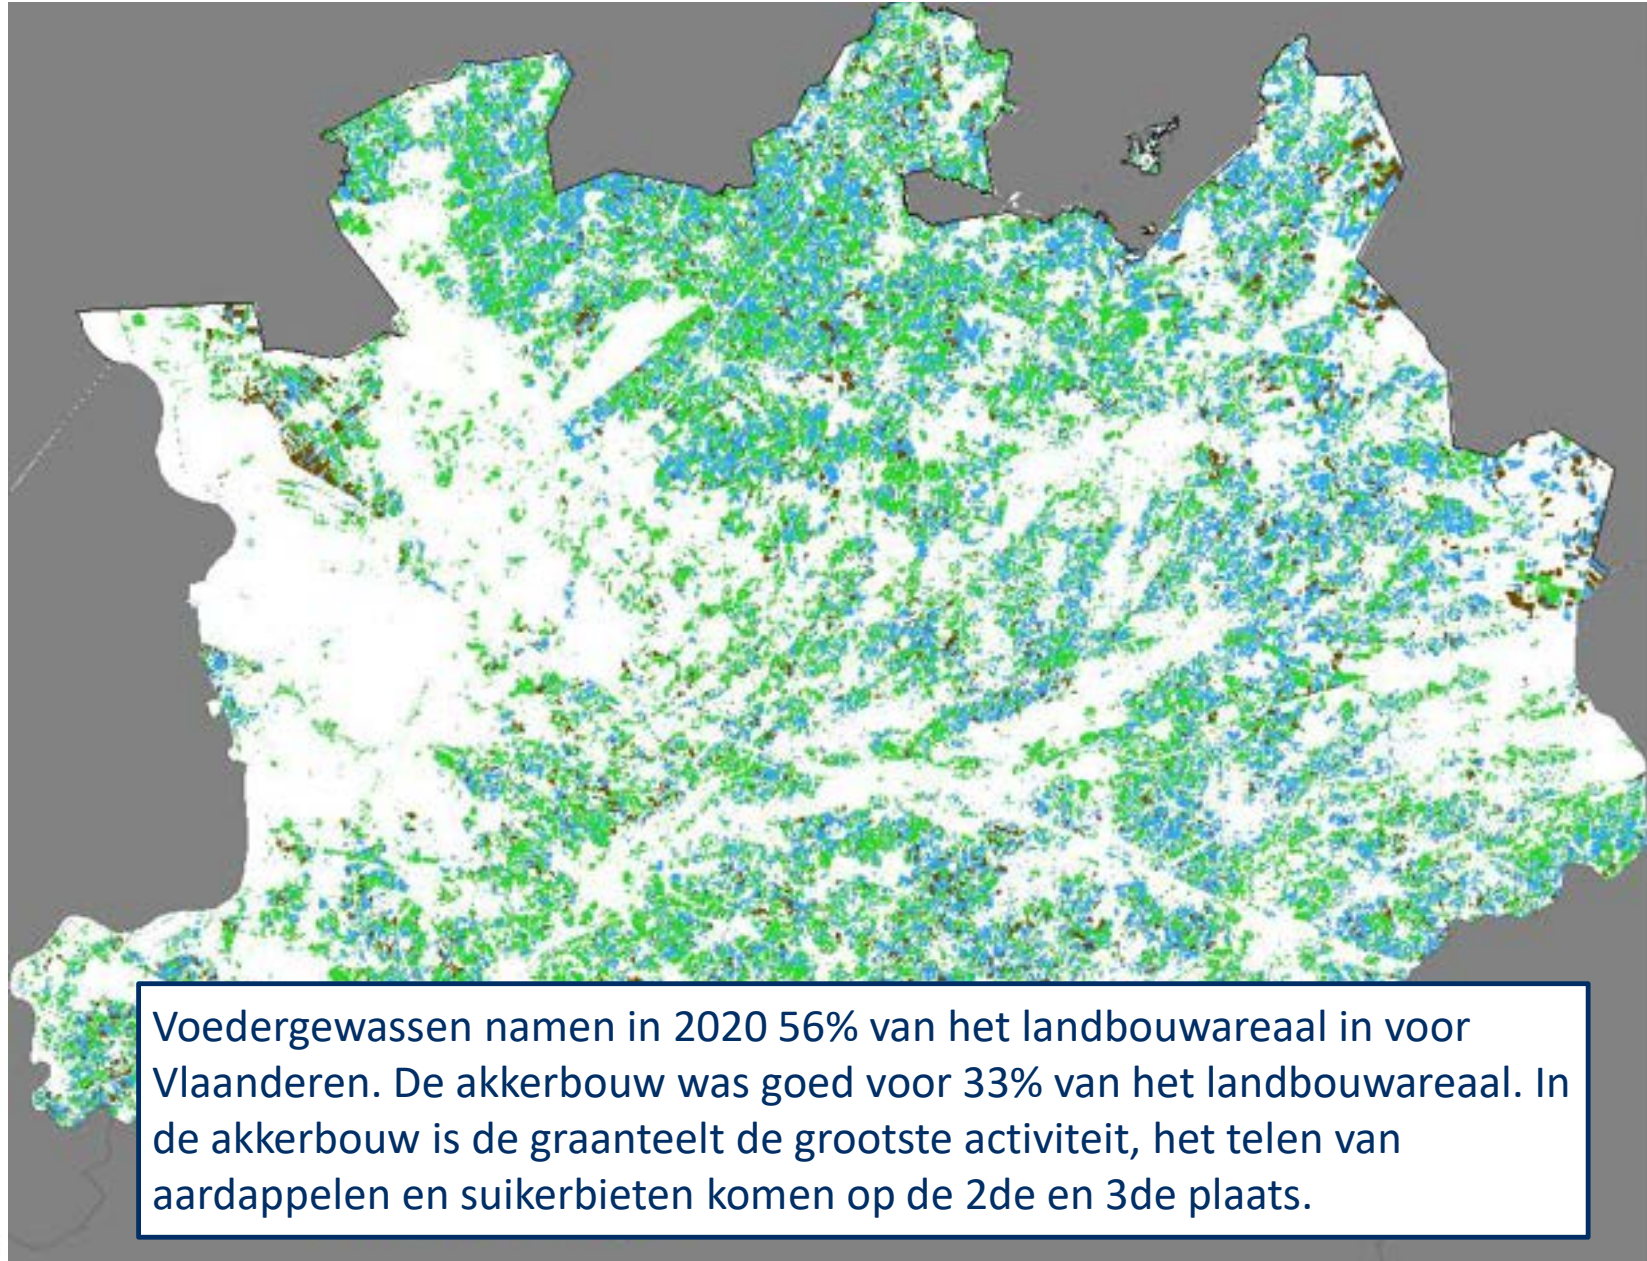 Voedergewassen namen in 2020 56% van het landbouwareaal in voor
Vlaanderen. De akkerbouw was goed voor 33% van het landbouwareaal. In
de akkerbouw is de graanteelt de grootste activiteit, het telen van
aardappelen en suikerbieten komen op de 2de en 3de plaats.